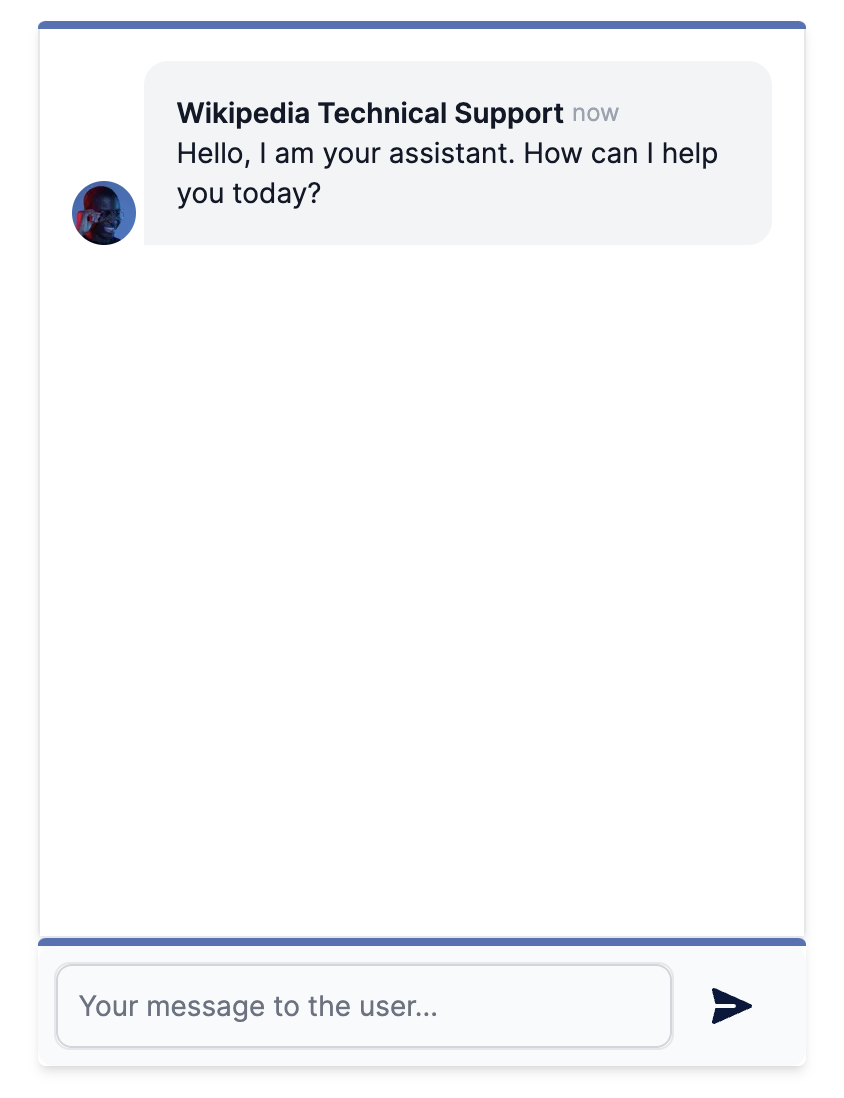 Wikipedia Technical Support now
Hello, I am your assistant. How can I help
you today?
Your message to the user...